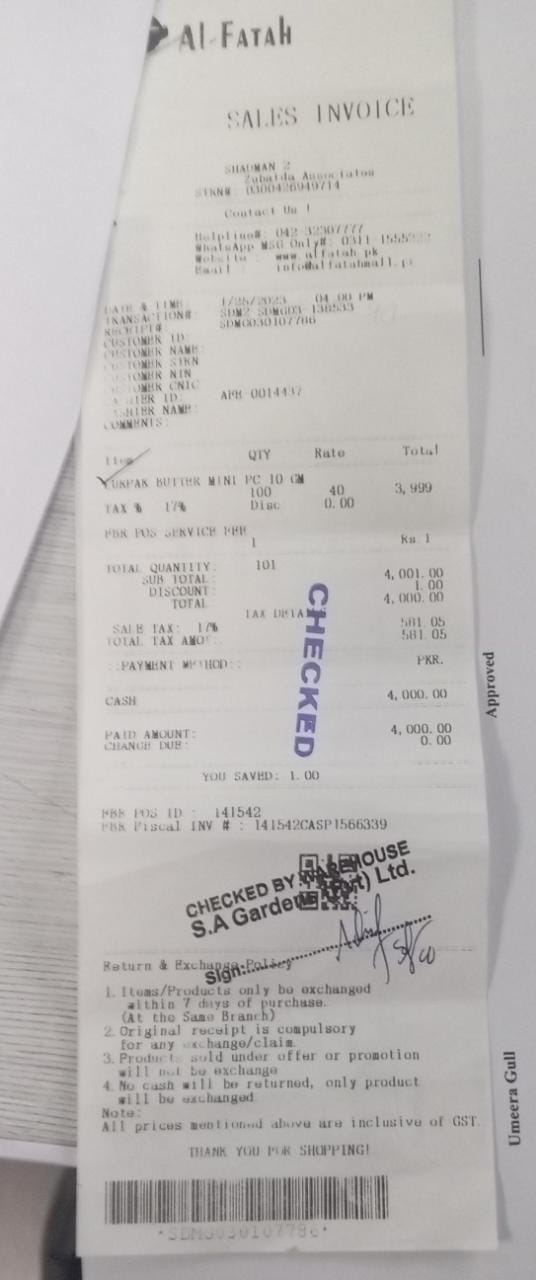 Al-Fatah
SALES INVOICE
SHADMAN 2
Zubaida Associates
STRN#: 0300426949714
Contact Us !
Helpline#: 042-32307777
WhatsApp MSG Only#: 0311-1555222
Website : www.alfatah.pk
Email : info@alfatahmall.
DATE & TIME: 1/25/2023 04:00 PM
TRANSACTION#: SDM2-SDMG03-138533
RECEIPT# SDMG030107786
CUSTOMER ID:
CUSTOMER NAME:
CUSTOMER STRN
CUSTOMER NTN
CUSTOMER CNIC
CASHIER ID: APH-0014437
CASHIER NAME:
COMMENTS:
Item QTY Rate Total
LURPAK BUTTER MINI PC 10 GM
100 40 3,999
TAX % 17% Disc 0.00
FBR POS SERVICE FEE
1 Rs 1
TOTAL QUANTITY: 101
SUB TOTAL: 4,001.00
DISCOUNT: 1.00
TOTAL 4,000.00
TAX DETA
SALE TAX: 17% 581.05
TOTAL TAX AMO 581.05
::PAYMENT METHOD:: PKR.
CASH 4,000.00
PAID AMOUNT: 4,000.00
CHANGE DUE: 0.00
YOU SAVED: 1.00
CHECKED
FBR POS ID : 141542
FBR Fiscal INV # : 141542CASP1566339
CHECKED BY WAREHOUSE
S.A Gardens (Pvt) Ltd.
Sign:
Return & Exchange Policy
1. Items/Products only be exchanged
within 7 days of purchase.
(At the Same Branch)
2. Original receipt is compulsory
for any exchange/claim.
3. Products sold under offer or promotion
will not be exchange
4. No cash will be returned, only product
will be exchanged.
Note:
All prices mentioned above are inclusive of GST.
THANK YOU FOR SHOPPING!
*SDMG030107786*
Approved
Umeera Gull